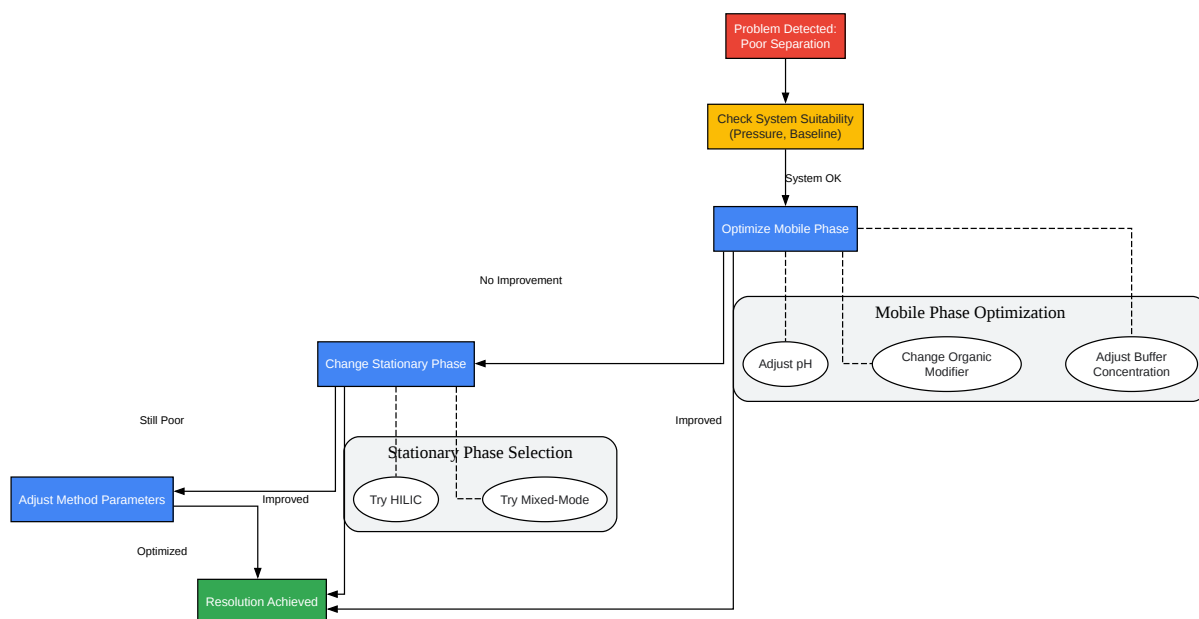 Problem Detected:
Poor Separation
Check System Suitability
(Pressure, Baseline)
System OK
Optimize Mobile Phase
No Improvement
Mobile Phase Optimization
Change Stationary Phase
Adjust pH
Change Organic
Modifier
Adjust Buffer
Concentration
Still Poor
Improved
Stationary Phase Selection
Adjust Method Parameters
Improved
Try HILIC
Try Mixed-Mode
Optimized
Resolution Achieved